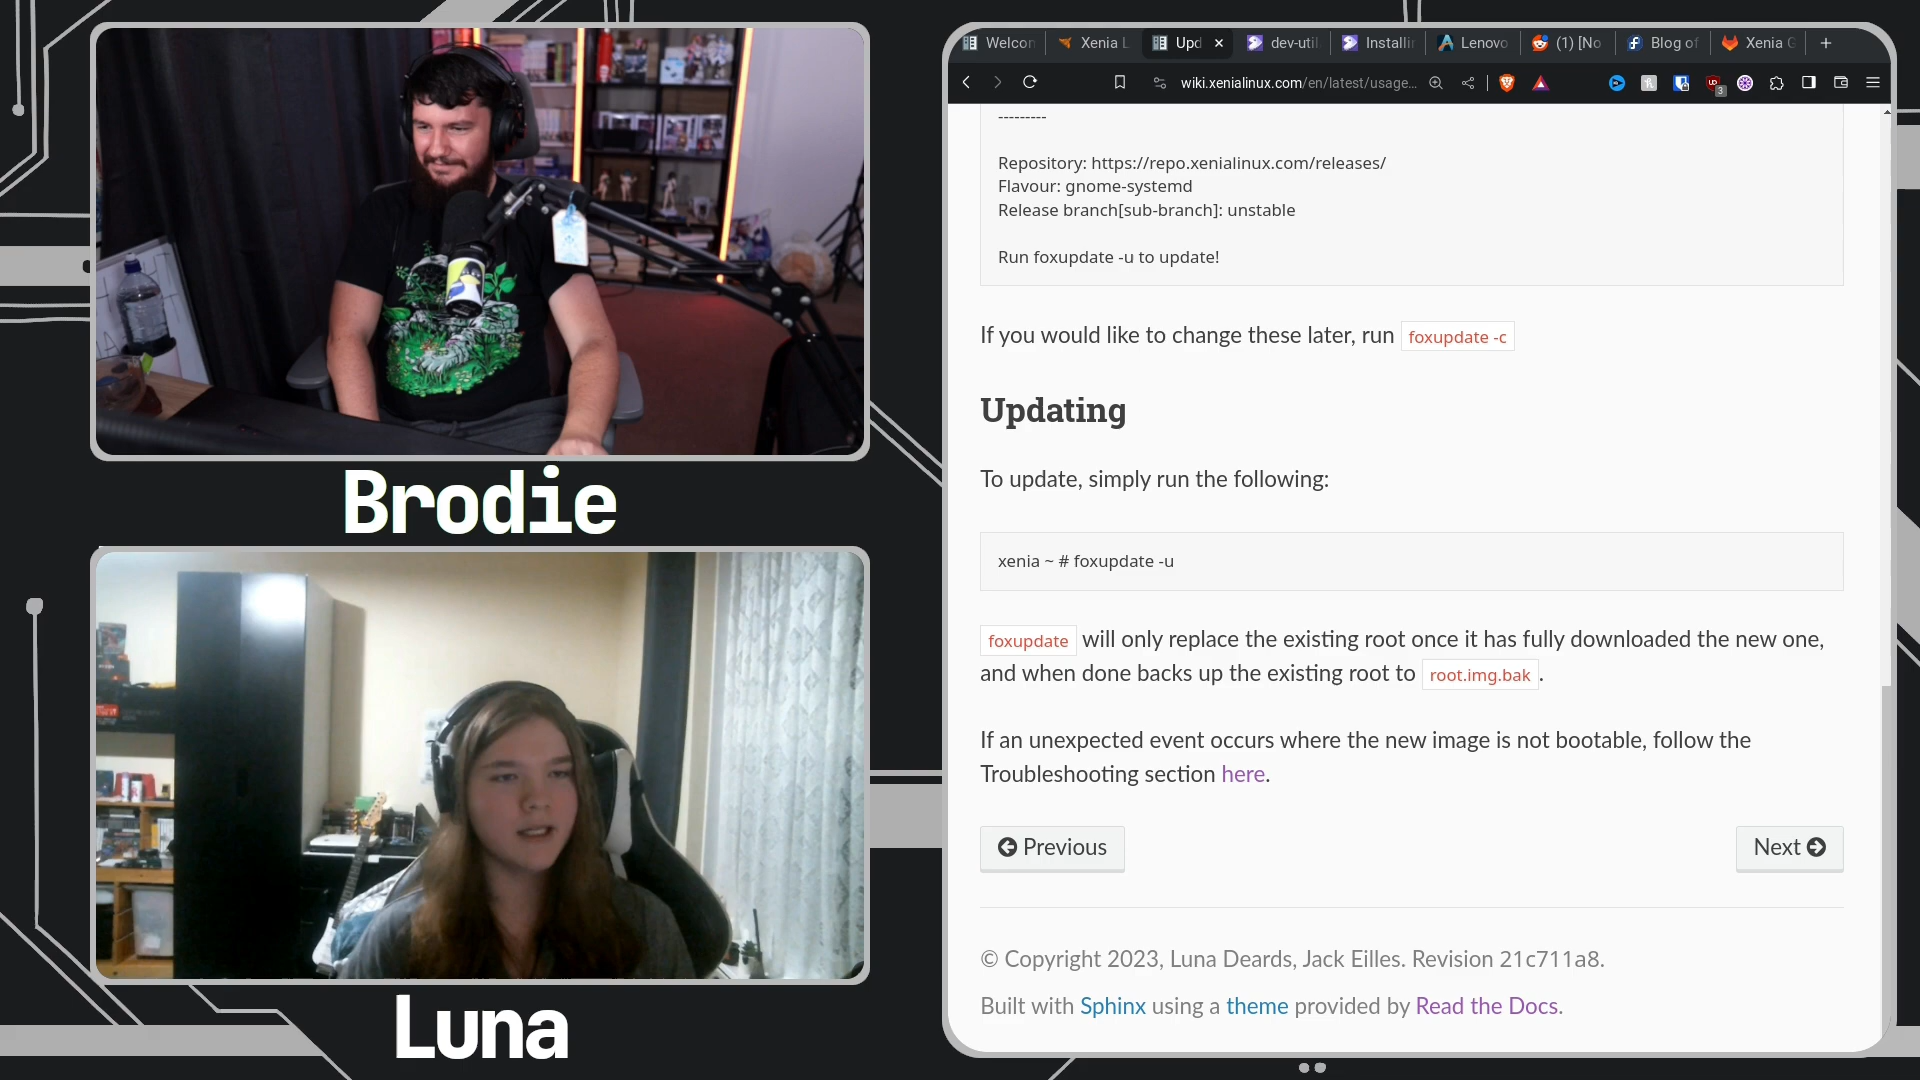 Welcon
Xenia L
Upd
dev-util
Installin
Lenovo
(1) [No
Blog of
Xenia G
wiki.xenialinux.com/en/latest/usage...
3
---------
Repository: https://repo.xenialinux.com/releases/
Flavour: gnome-systemd
Release branch[sub-branch]: unstable
Run foxupdate -u to update!
If you would like to change these later, run foxupdate -c
Updating
To update, simply run the following:
xenia ~ # foxupdate -u
foxupdate will only replace the existing root once it has fully downloaded the new one,
and when done backs up the existing root to root.img.bak.
If an unexpected event occurs where the new image is not bootable, follow the
Troubleshooting section here.
Previous
Next
© Copyright 2023, Luna Deards, Jack Eilles. Revision 21c711a8.
Built with Sphinx using a theme provided by Read the Docs.
Brodie
Luna